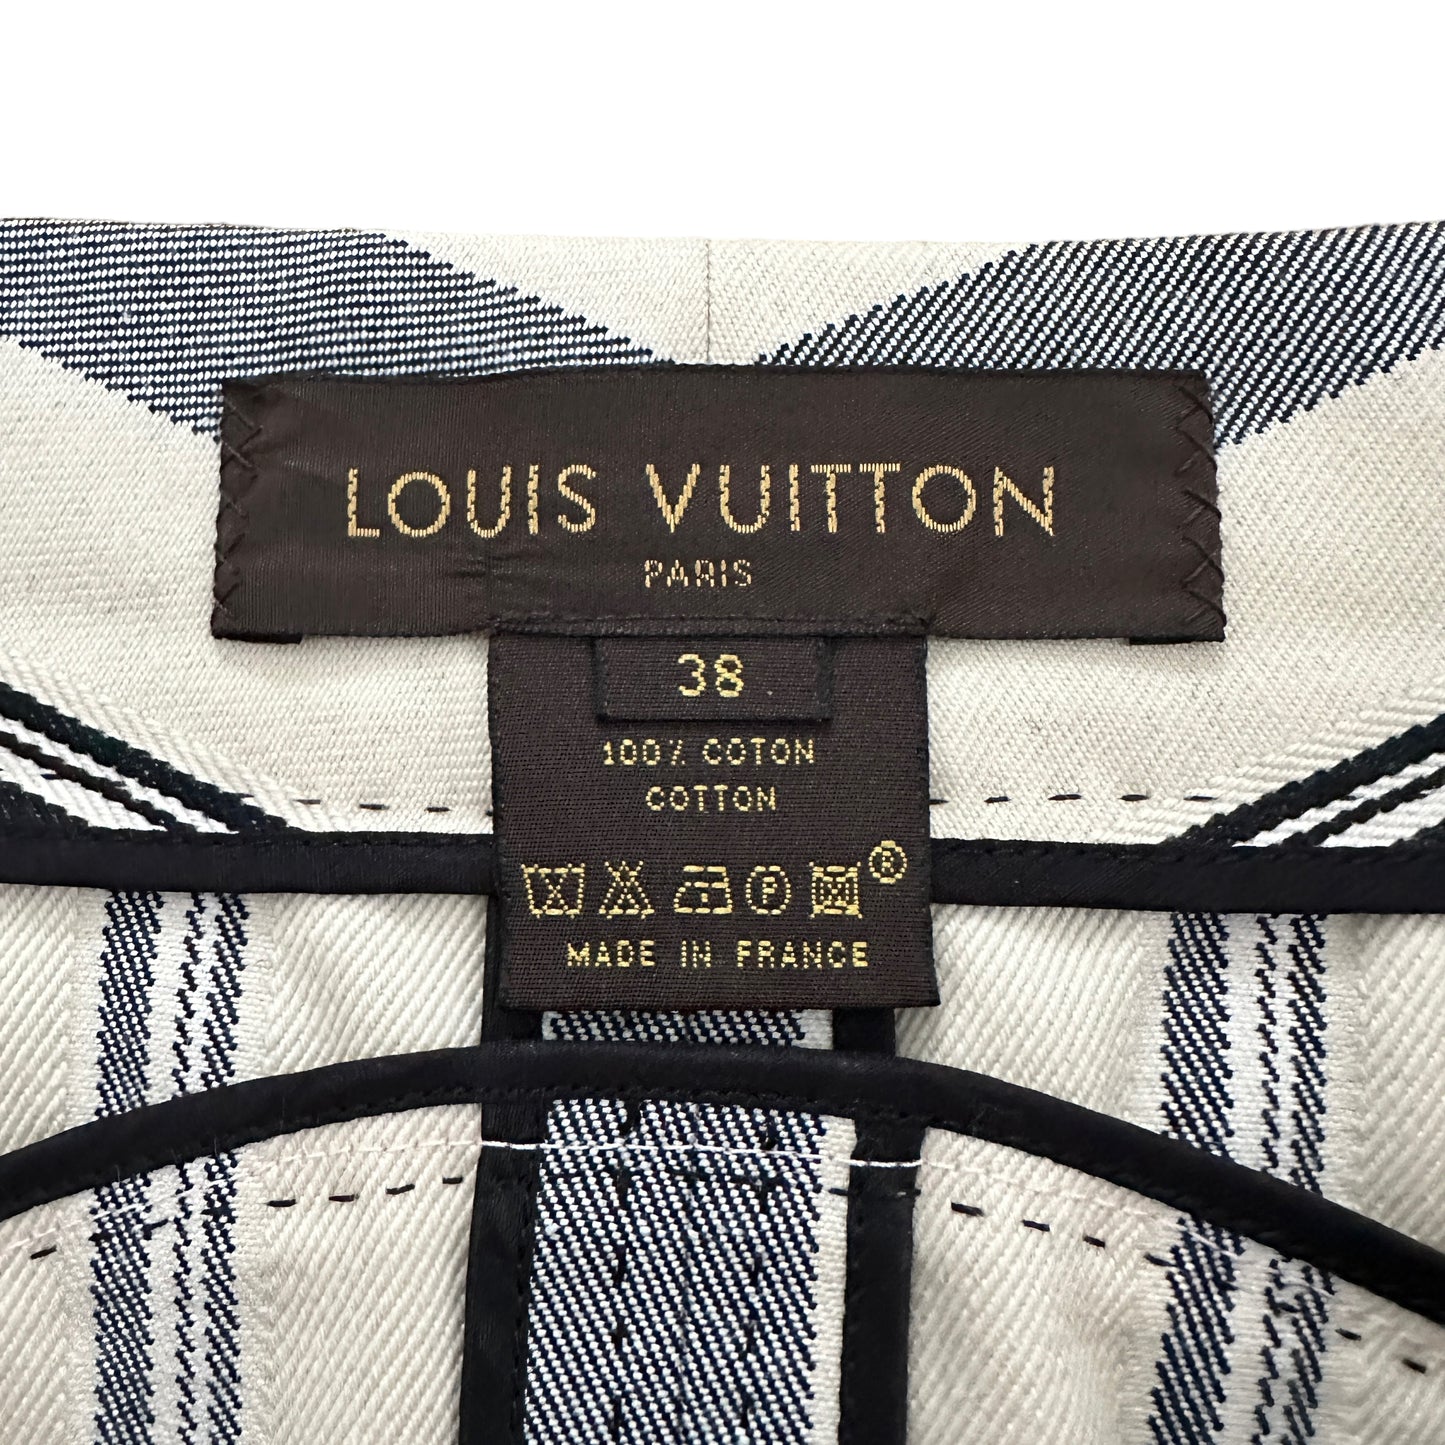 LOUIS VUITTON
PARIS
38
100% COTON
COTTON
P M ®
MADE IN FRANCE